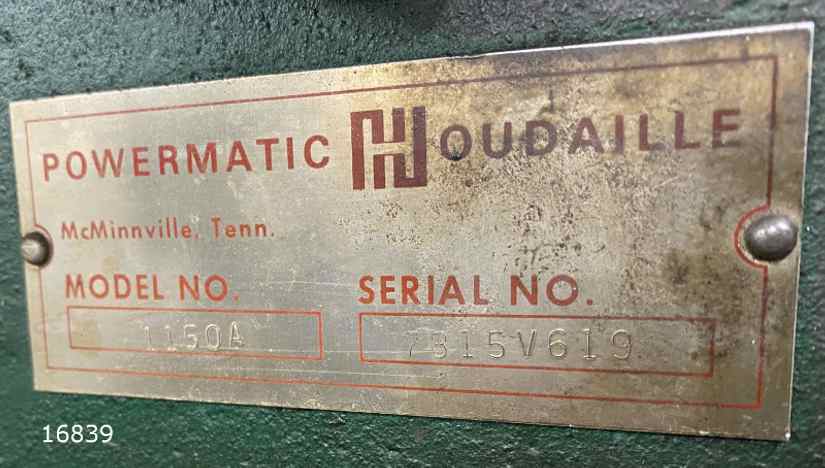 POWERMATIC HOUDAILLE
McMinnville, Tenn.
MODEL NO. SERIAL NO.
1150A 7815V619
16839